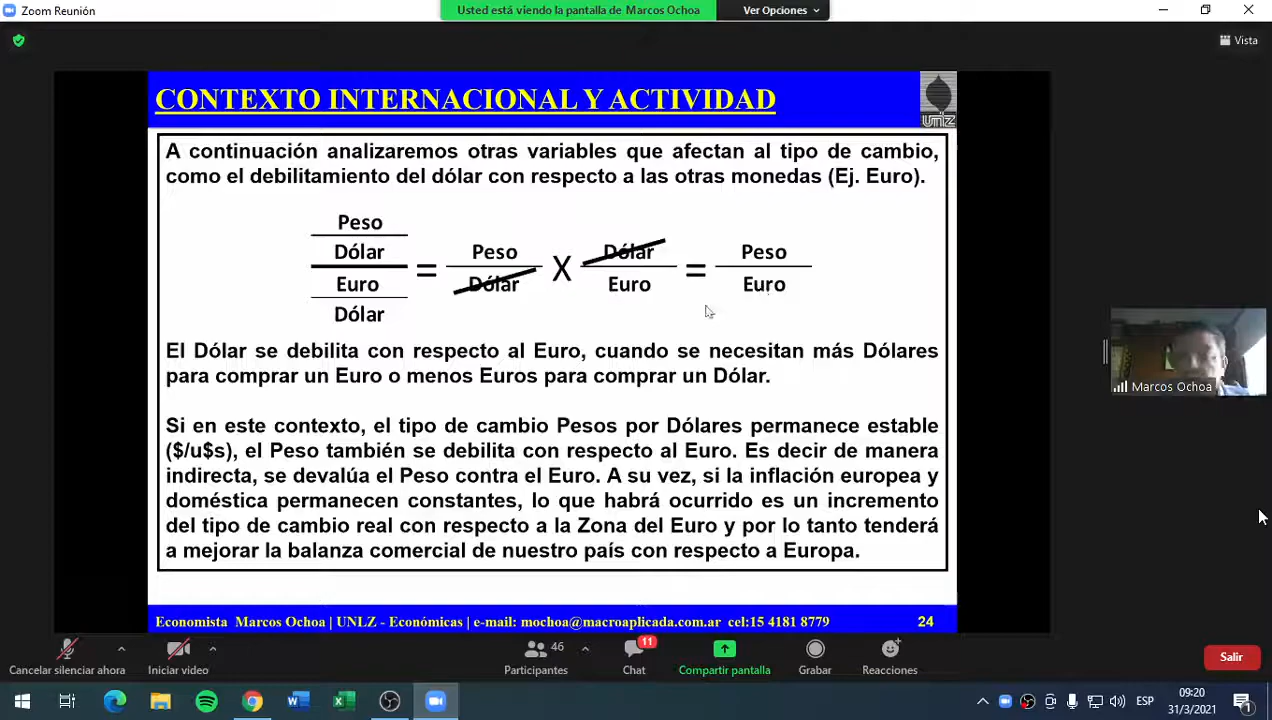 Zoom Reunión
Usted está viendo la pantalla de Marcos Ochoa
Ver Opciones
Vista
CONTEXTO INTERNACIONAL Y ACTIVIDAD
UNLZ
A continuación analizaremos otras variables que afectan al tipo de cambio,
como el debilitamiento del dólar con respecto a las otras monedas (Ej. Euro).
Peso
Dólar
Euro
Dólar
=
Peso
Dólar
X
Dólar
Euro
=
Peso
Euro
El Dólar se debilita con respecto al Euro, cuando se necesitan más Dólares
para comprar un Euro o menos Euros para comprar un Dólar.
Si en este contexto, el tipo de cambio Pesos por Dólares permanece estable
($/u$s), el Peso también se debilita con respecto al Euro. Es decir de manera
indirecta, se devalúa el Peso contra el Euro. A su vez, si la inflación europea y
doméstica permanecen constantes, lo que habrá ocurrido es un incremento
del tipo de cambio real con respecto a la Zona del Euro y por lo tanto tenderá
a mejorar la balanza comercial de nuestro país con respecto a Europa.
Economista Marcos Ochoa | UNLZ - Económicas | e-mail: mochoa@macroaplicada.com.ar cel:15 4181 8779
24
Marcos Ochoa
Cancelar silenciar ahora
Iniciar video
46
Participantes
11
Chat
Compartir pantalla
Grabar
Reacciones
Salir
ESP
09:20
31/3/2021
1